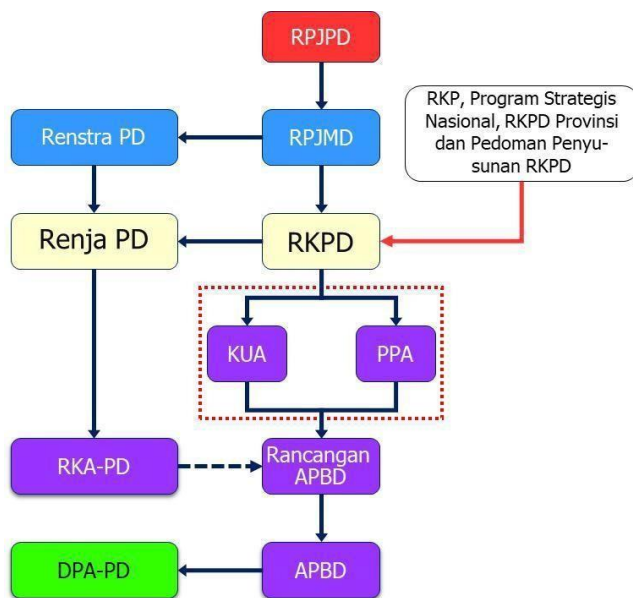 RPJPD
RKP, Program Strategis
Nasional, RKPD Provinsi
dan Pedoman Penyu-
sunan RKPD
Renstra PD
RPJMD
Renja PD
RKPD
KUA
PPA
RKA-PD
Rancangan
APBD
DPA-PD
APBD